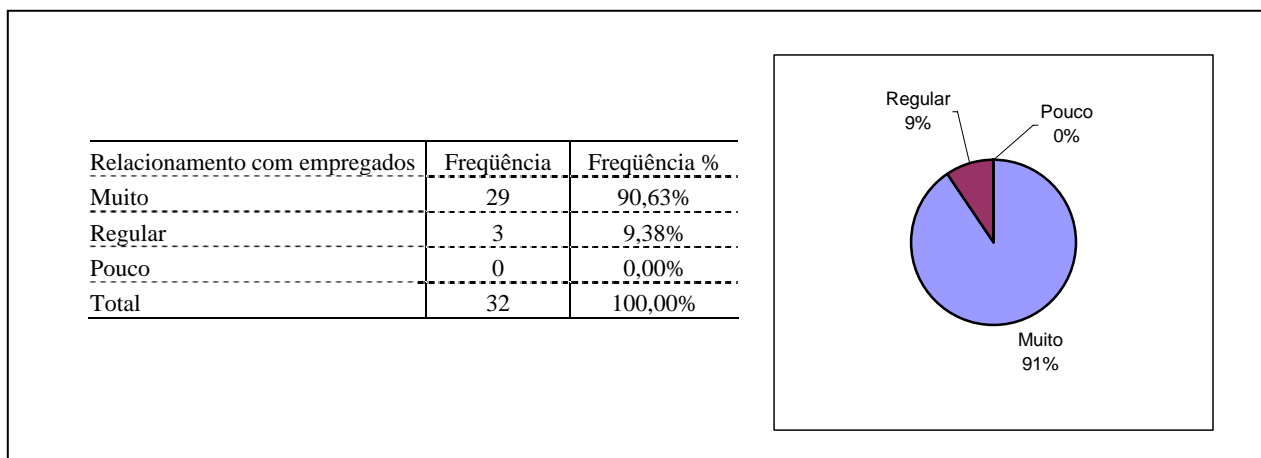 Relacionamento com empregados Freqüência Freqüência %
Muito 29 90,63%
Regular 3 9,38%
Pouco 0 0,00%
Total 32 100,00%
Regular
9%
Pouco
0%
Muito
91%